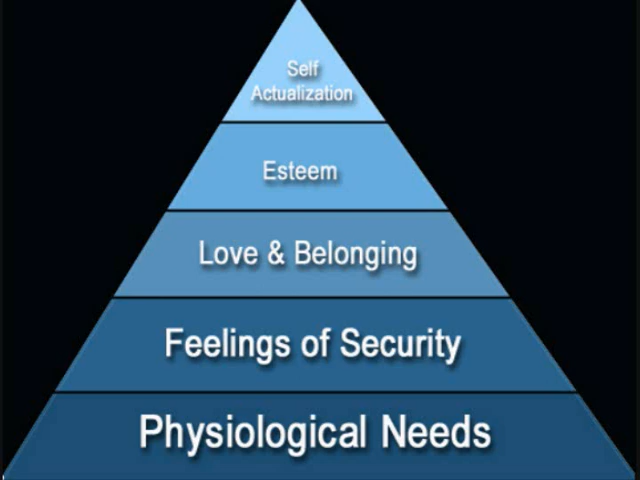 Self
Actualization
Esteem
Love & Belonging
Feelings of Security
Physiological Needs